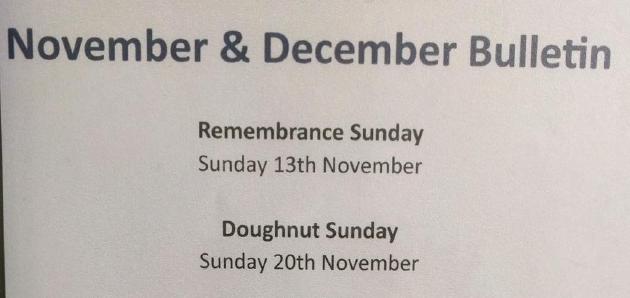 November & December Bulletin
Remembrance Sunday
Sunday 13th November
Doughnut Sunday
Sunday 20th November